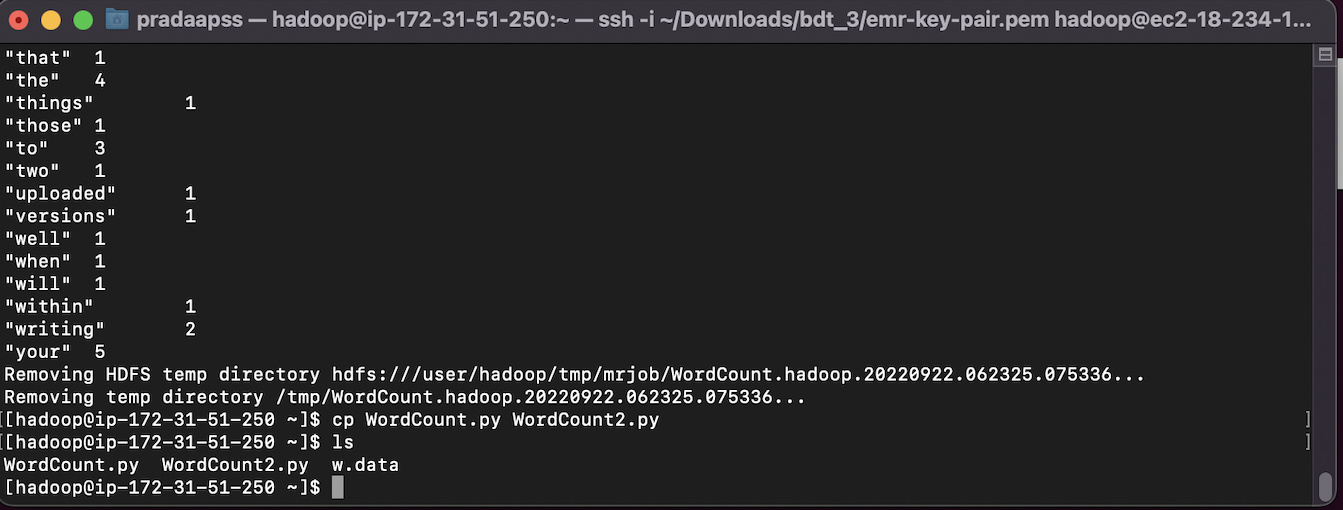 pradaapss — hadoop@ip-172-31-51-250:~ — ssh -i ~/Downloads/bdt_3/emr-key-pair.pem hadoop@ec2-18-234-1...
"that"  1
"the"   4
"things"        1
"those" 1
"to"    3
"two"   1
"uploaded"      1
"versions"      1
"well"  1
"when"  1
"will"  1
"within"        1
"writing"       2
"your"  5
Removing HDFS temp directory hdfs:///user/hadoop/tmp/mrjob/WordCount.hadoop.20220922.062325.075336...
Removing temp directory /tmp/WordCount.hadoop.20220922.062325.075336...
[[hadoop@ip-172-31-51-250 ~]$ cp WordCount.py WordCount2.py ]
[[hadoop@ip-172-31-51-250 ~]$ ls ]
WordCount.py  WordCount2.py  w.data
[hadoop@ip-172-31-51-250 ~]$